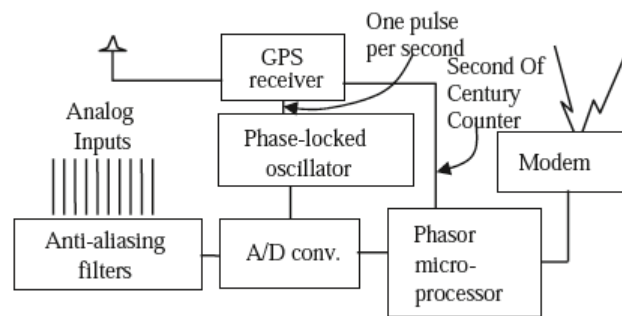 One pulse
per second
GPS
receiver
Second Of
Century
Counter
Analog
Inputs
Phase-locked
oscillator
Modem
Anti-aliasing
filters
A/D conv.
Phasor
micro-
processor